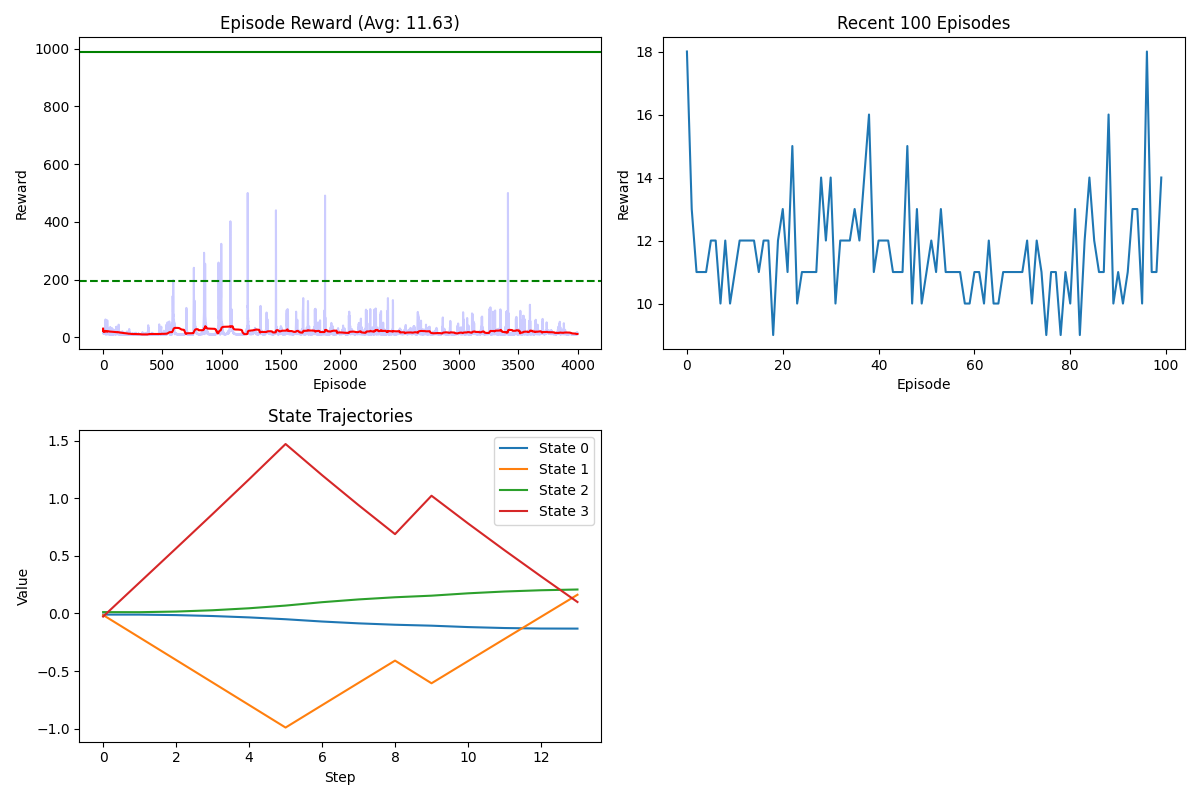 Episode Reward (Avg: 11.63)
Reward
1000
800
600
400
200
0
0 500 1000 1500 2000 2500 3000 3500 4000
Episode
Recent 100 Episodes
Reward
18
16
14
12
10
0 20 40 60 80 100
Episode
State Trajectories
Value
1.5
1.0
0.5
0.0
−0.5
−1.0
State 0
State 1
State 2
State 3
0 2 4 6 8 10 12
Step